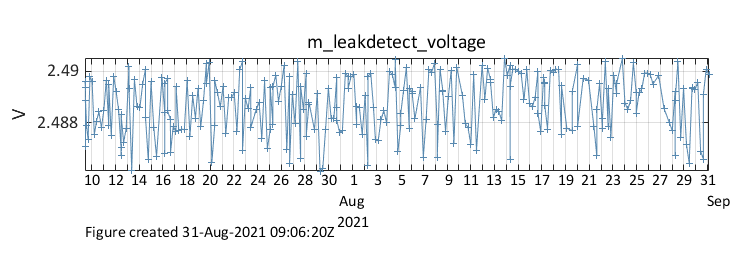 m_leakdetect_voltage
2.49
2.488
V
10 12 14 16 18 20 22 24 26 28 30 1 3 5 7 9 11 13 15 17 19 21 23 25 27 29 31
Aug Sep
2021
Figure created 31-Aug-2021 09:06:20Z